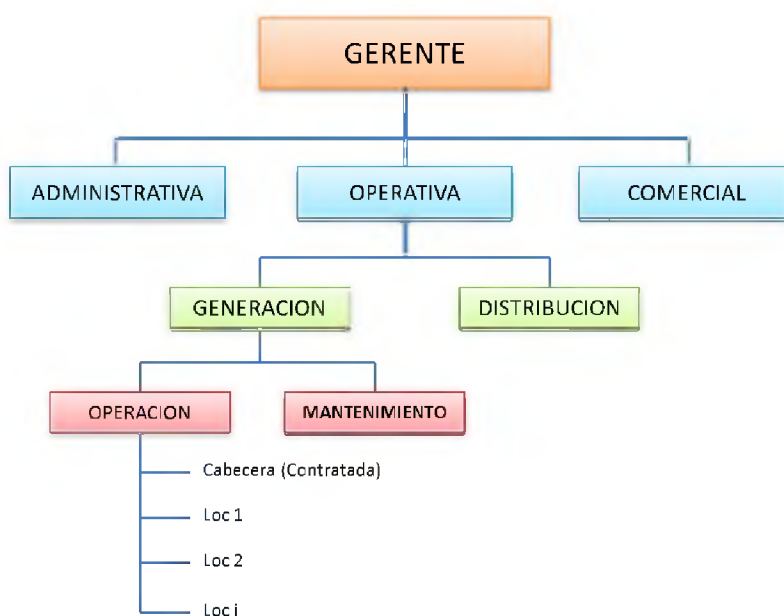 GERENTE
ADMINISTRATIVA
OPERATIVA
COMERCIAL
GENERACION
DISTRIBUCION
OPERACION
MANTENIMIENTO
Cabecera (Contratada)
Loc 1
Loc 2
Loc i